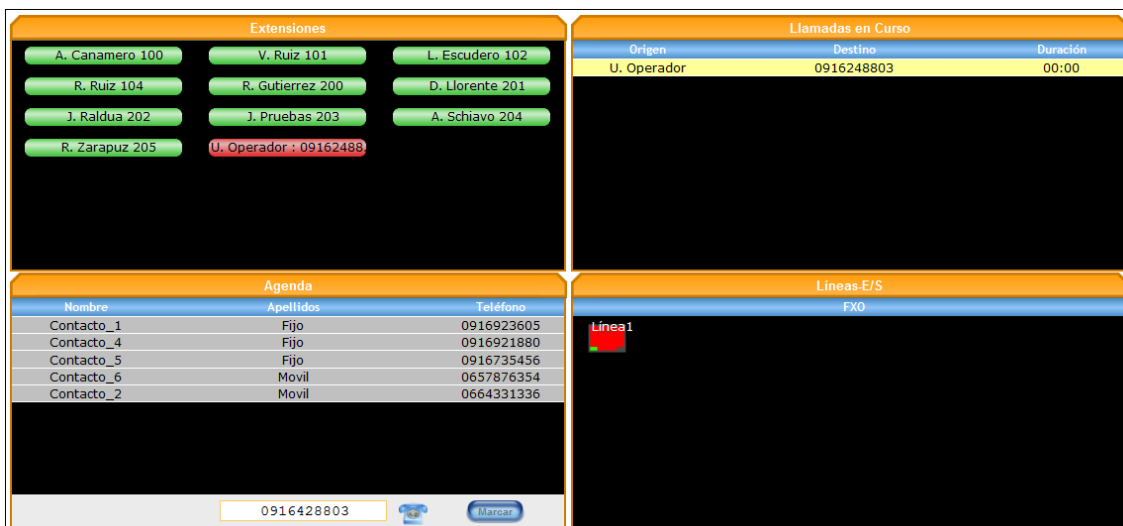 Extensiones
A. Canamero 100 V. Ruiz 101 L. Escudero 102
R. Ruiz 104 R. Gutierrez 200 D. Llorente 201
J. Raldua 202 J. Pruebas 203 A. Schiavo 204
R. Zarapuz 205 U. Operador : 09162488
Llamadas en Curso
Origen Destino Duración
U. Operador 0916248803 00:00
Agenda
Nombre Apellidos Teléfono
Contacto_1 Fijo 0916923605
Contacto_4 Fijo 0916921880
Contacto_5 Fijo 0916735456
Contacto_6 Movil 0657876354
Contacto_2 Movil 0664331336
0916428803 Marcar
Líneas-E/S
FXO
Línea1